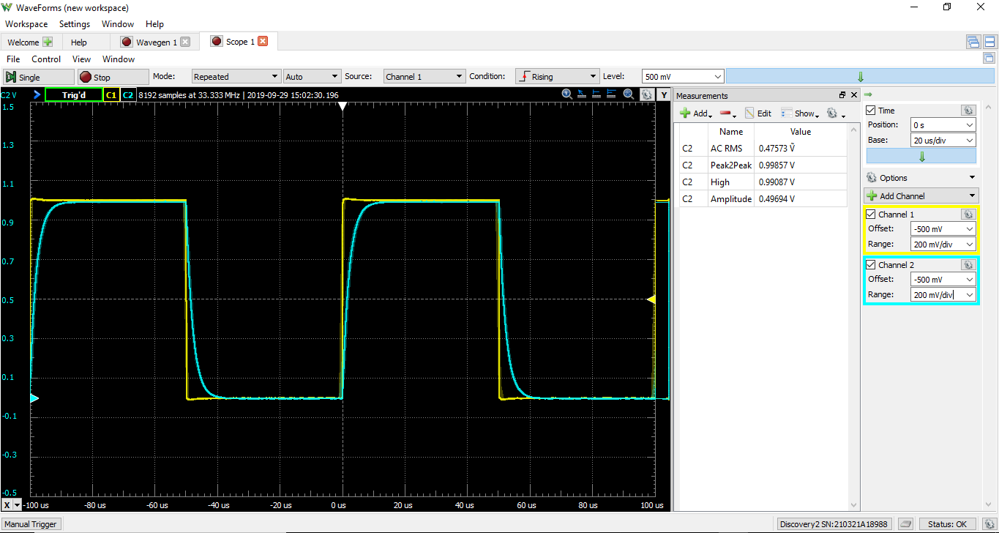 WaveForms (new workspace)
Workspace Settings Window Help
Welcome Help Wavegen 1 Scope 1
File Control View Window
Single Stop Mode: Repeated Auto Source: Channel 1 Condition: Rising Level: 500 mV
C2 V Trig'd C1 C2 8192 samples at 33.333 MHz | 2019-09-29 15:02:30.196 Y
1.5
1.3
1.1
0.9
0.7
0.5
0.3
0.1
-0.1
-0.3
-0.5
X -100 us -80 us -60 us -40 us -20 us 0 us 20 us 40 us 60 us 80 us 100 us
Measurements
Add Edit Show
Name Value
C2 AC RMS 0.47573 Ṽ
C2 Peak2Peak 0.99857 V
C2 High 0.99087 V
C2 Amplitude 0.49694 V
Time
Position: 0 s
Base: 20 us/div
Options
Add Channel
Channel 1
Offset: -500 mV
Range: 200 mV/div
Channel 2
Offset: -500 mV
Range: 200 mV/div
Manual Trigger Discovery2 SN:210321A18988 Status: OK